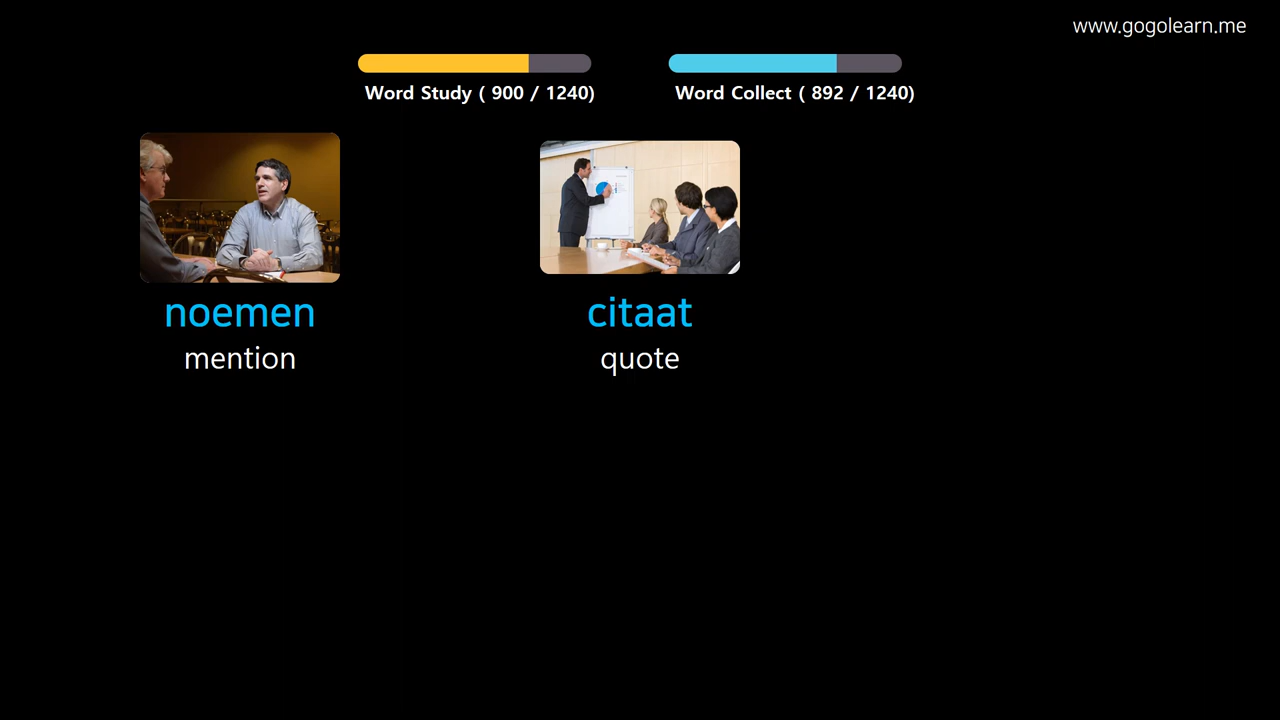 www.gogolearn.me
Word Study ( 900 / 1240)
Word Collect ( 892 / 1240)
noemen
mention
citaat
quote